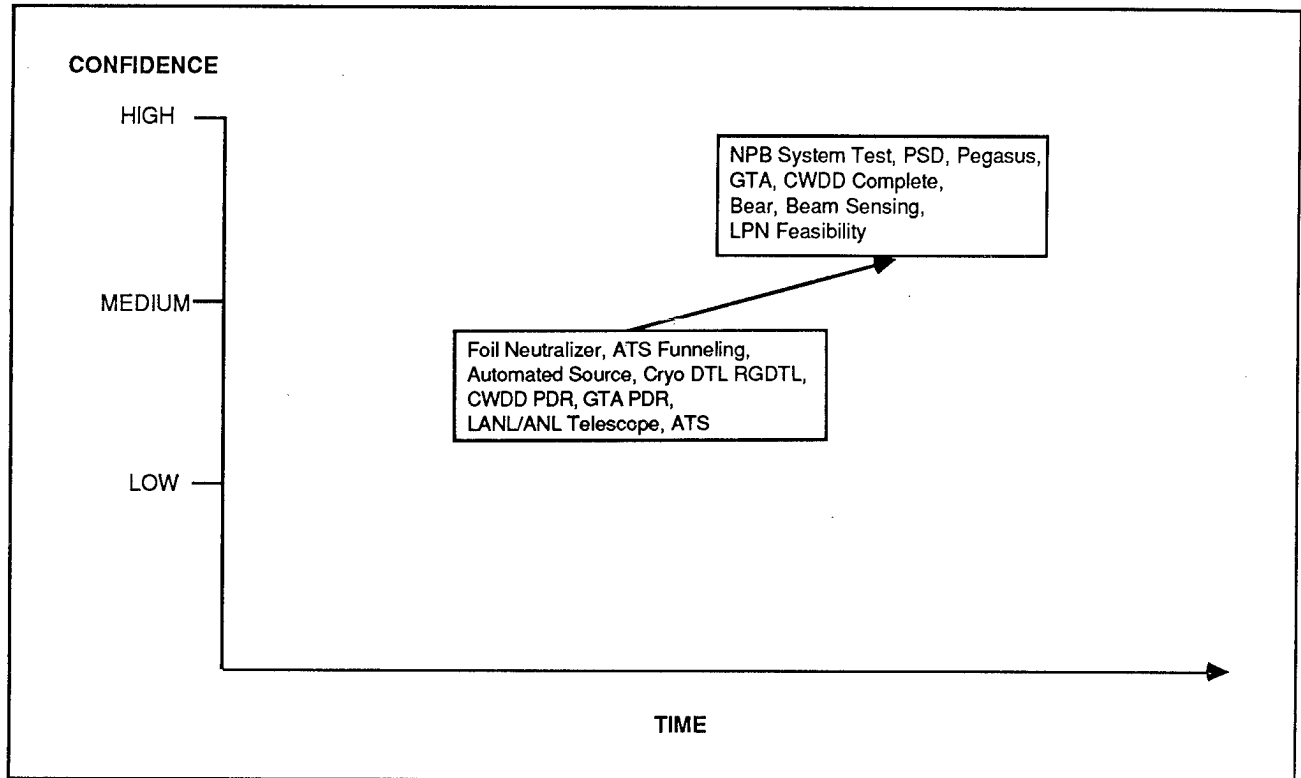 CONFIDENCE
HIGH
NPB System Test, PSD, Pegasus,
GTA, CWDD Complete,
Bear, Beam Sensing,
LPN Feasibility
MEDIUM
Foil Neutralizer, ATS Funneling,
Automated Source, Cryo DTL RGDTL,
CWDD PDR, GTA PDR,
LANL/ANL Telescope, ATS
LOW
TIME